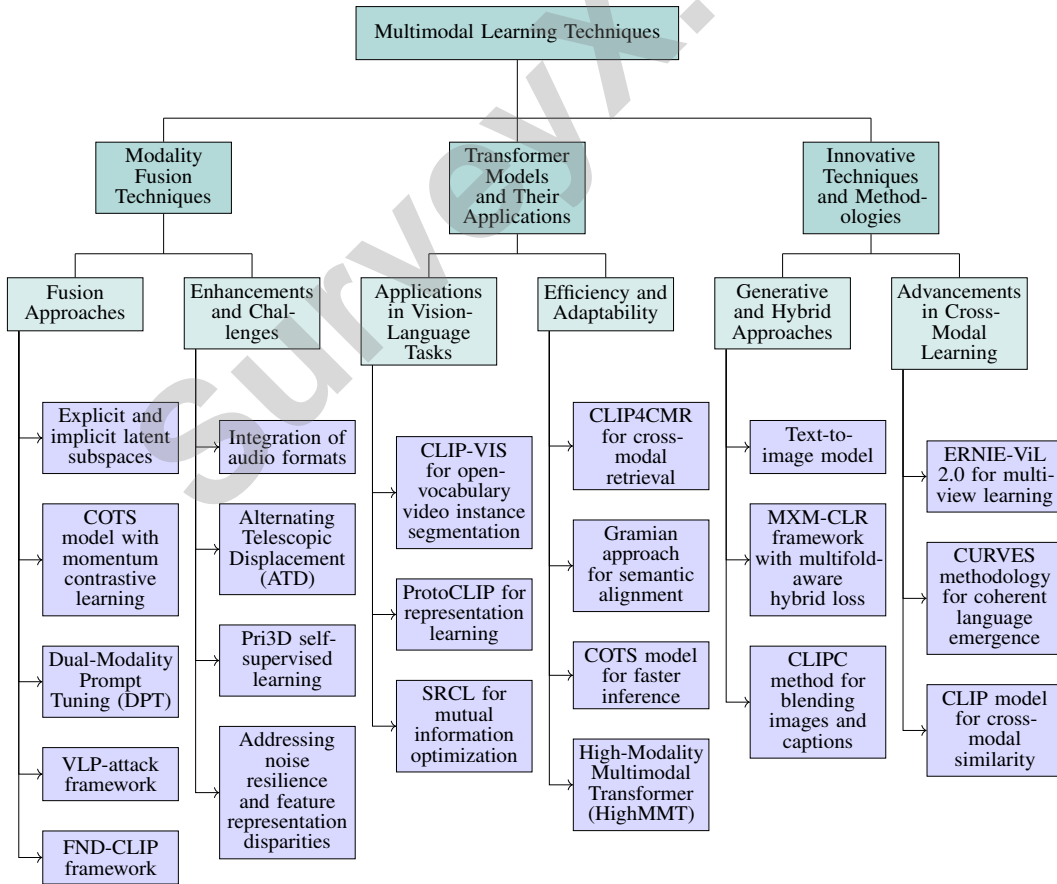 Multimodal Learning Techniques
Modality
Fusion
Techniques
Transformer
Models
and Their
Applications
Innovative
Techniques
and Method-
ologies
Fusion
Approaches
Enhancements
and Chal-
lenges
Applications
in Vision-
Language
Tasks
Efficiency and
Adaptability
Generative
and Hybrid
Approaches
Advancements
in Cross-
Modal
Learning
Explicit and
implicit latent
subspaces
COTS
model with
momentum
contrastive
learning
Dual-Modality
Prompt
Tuning (DPT)
VLP-attack
framework
FND-CLIP
framework
Integration of
audio formats
Alternating
Telescopic
Displacement
(ATD)
Pri3D self-
supervised
learning
Addressing
noise
resilience
and feature
representation
disparities
CLIP-VIS
for open-
vocabulary
video instance
segmentation
ProtoCLIP for
representation
learning
SRCL for
mutual
information
optimization
CLIP4CMR
for cross-
modal
retrieval
Gramian
approach
for semantic
alignment
COTS model
for faster
inference
High-Modality
Multimodal
Transformer
(HighMMT)
Text-to-
image model
MXM-CLR
framework
with multifold-
aware
hybrid loss
CLIPC
method for
blending
images and
captions
ERNIE-ViL
2.0 for multi-
view learning
CURVES
methodology
for coherent
language
emergence
CLIP model
for cross-
modal
similarity
SurveyX.